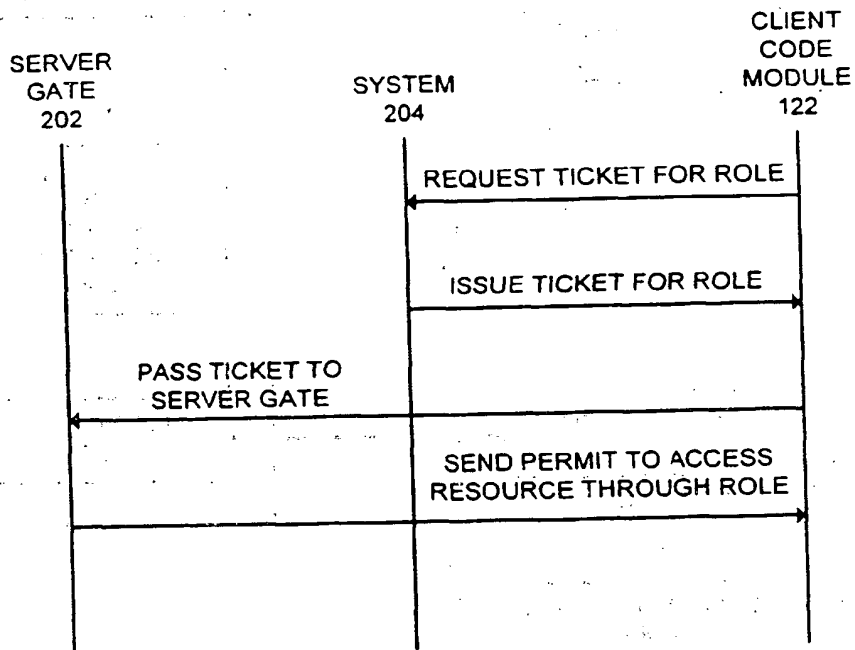 SERVER
GATE
202
SYSTEM
204
CLIENT
CODE
MODULE
122
REQUEST TICKET FOR ROLE
ISSUE TICKET FOR ROLE
PASS TICKET TO
SERVER GATE
SEND PERMIT TO ACCESS
RESOURCE THROUGH ROLE